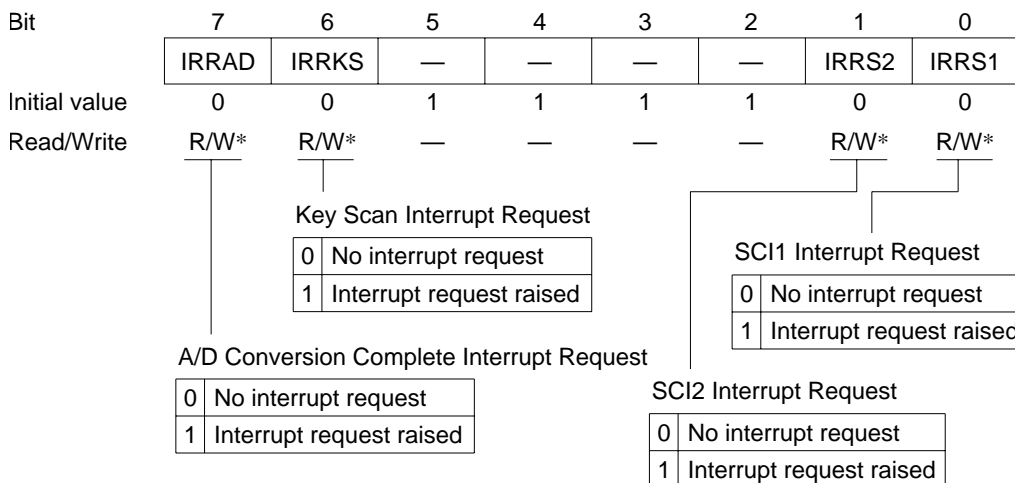 Bit 7 6 5 4 3 2 1 0
IRRAD IRRKS — — — — IRRS2 IRRS1
Initial value 0 0 1 1 1 1 0 0
Read/Write R/W* R/W* — — — — R/W* R/W*
Key Scan Interrupt Request
0 No interrupt request
1 Interrupt request raised
SCI1 Interrupt Request
0 No interrupt request
1 Interrupt request raised
A/D Conversion Complete Interrupt Request
0 No interrupt request
1 Interrupt request raised
SCI2 Interrupt Request
0 No interrupt request
1 Interrupt request raised